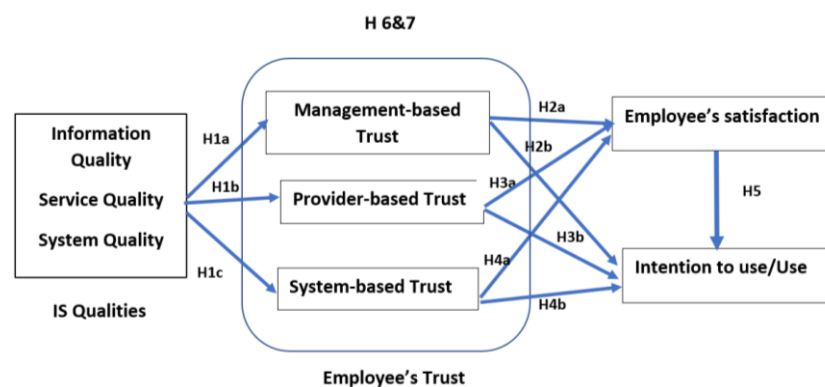 H 6&7
Information
Quality
Service Quality
System Quality
IS Qualities
H1a
H1b
H1c
Management-based
Trust
Provider-based Trust
System-based Trust
Employee’s Trust
H2a
H2b
H3a
H3b
H4a
H4b
Employee’s satisfaction
H5
Intention to use/Use